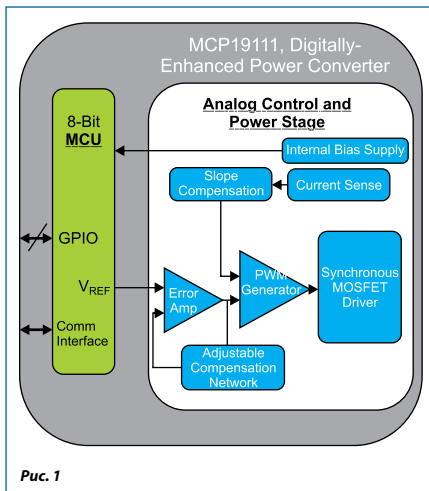 MCP19111, Digitally-
Enhanced Power Converter
8-Bit
MCU
Analog Control and
Power Stage
Internal Bias Supply
Slope
Compensation
Current Sense
GPIO
VREF
Error
Amp
PWM
Generator
Synchronous
MOSFET
Driver
Comm
Interface
Adjustable
Compensation
Network
Рис. 1